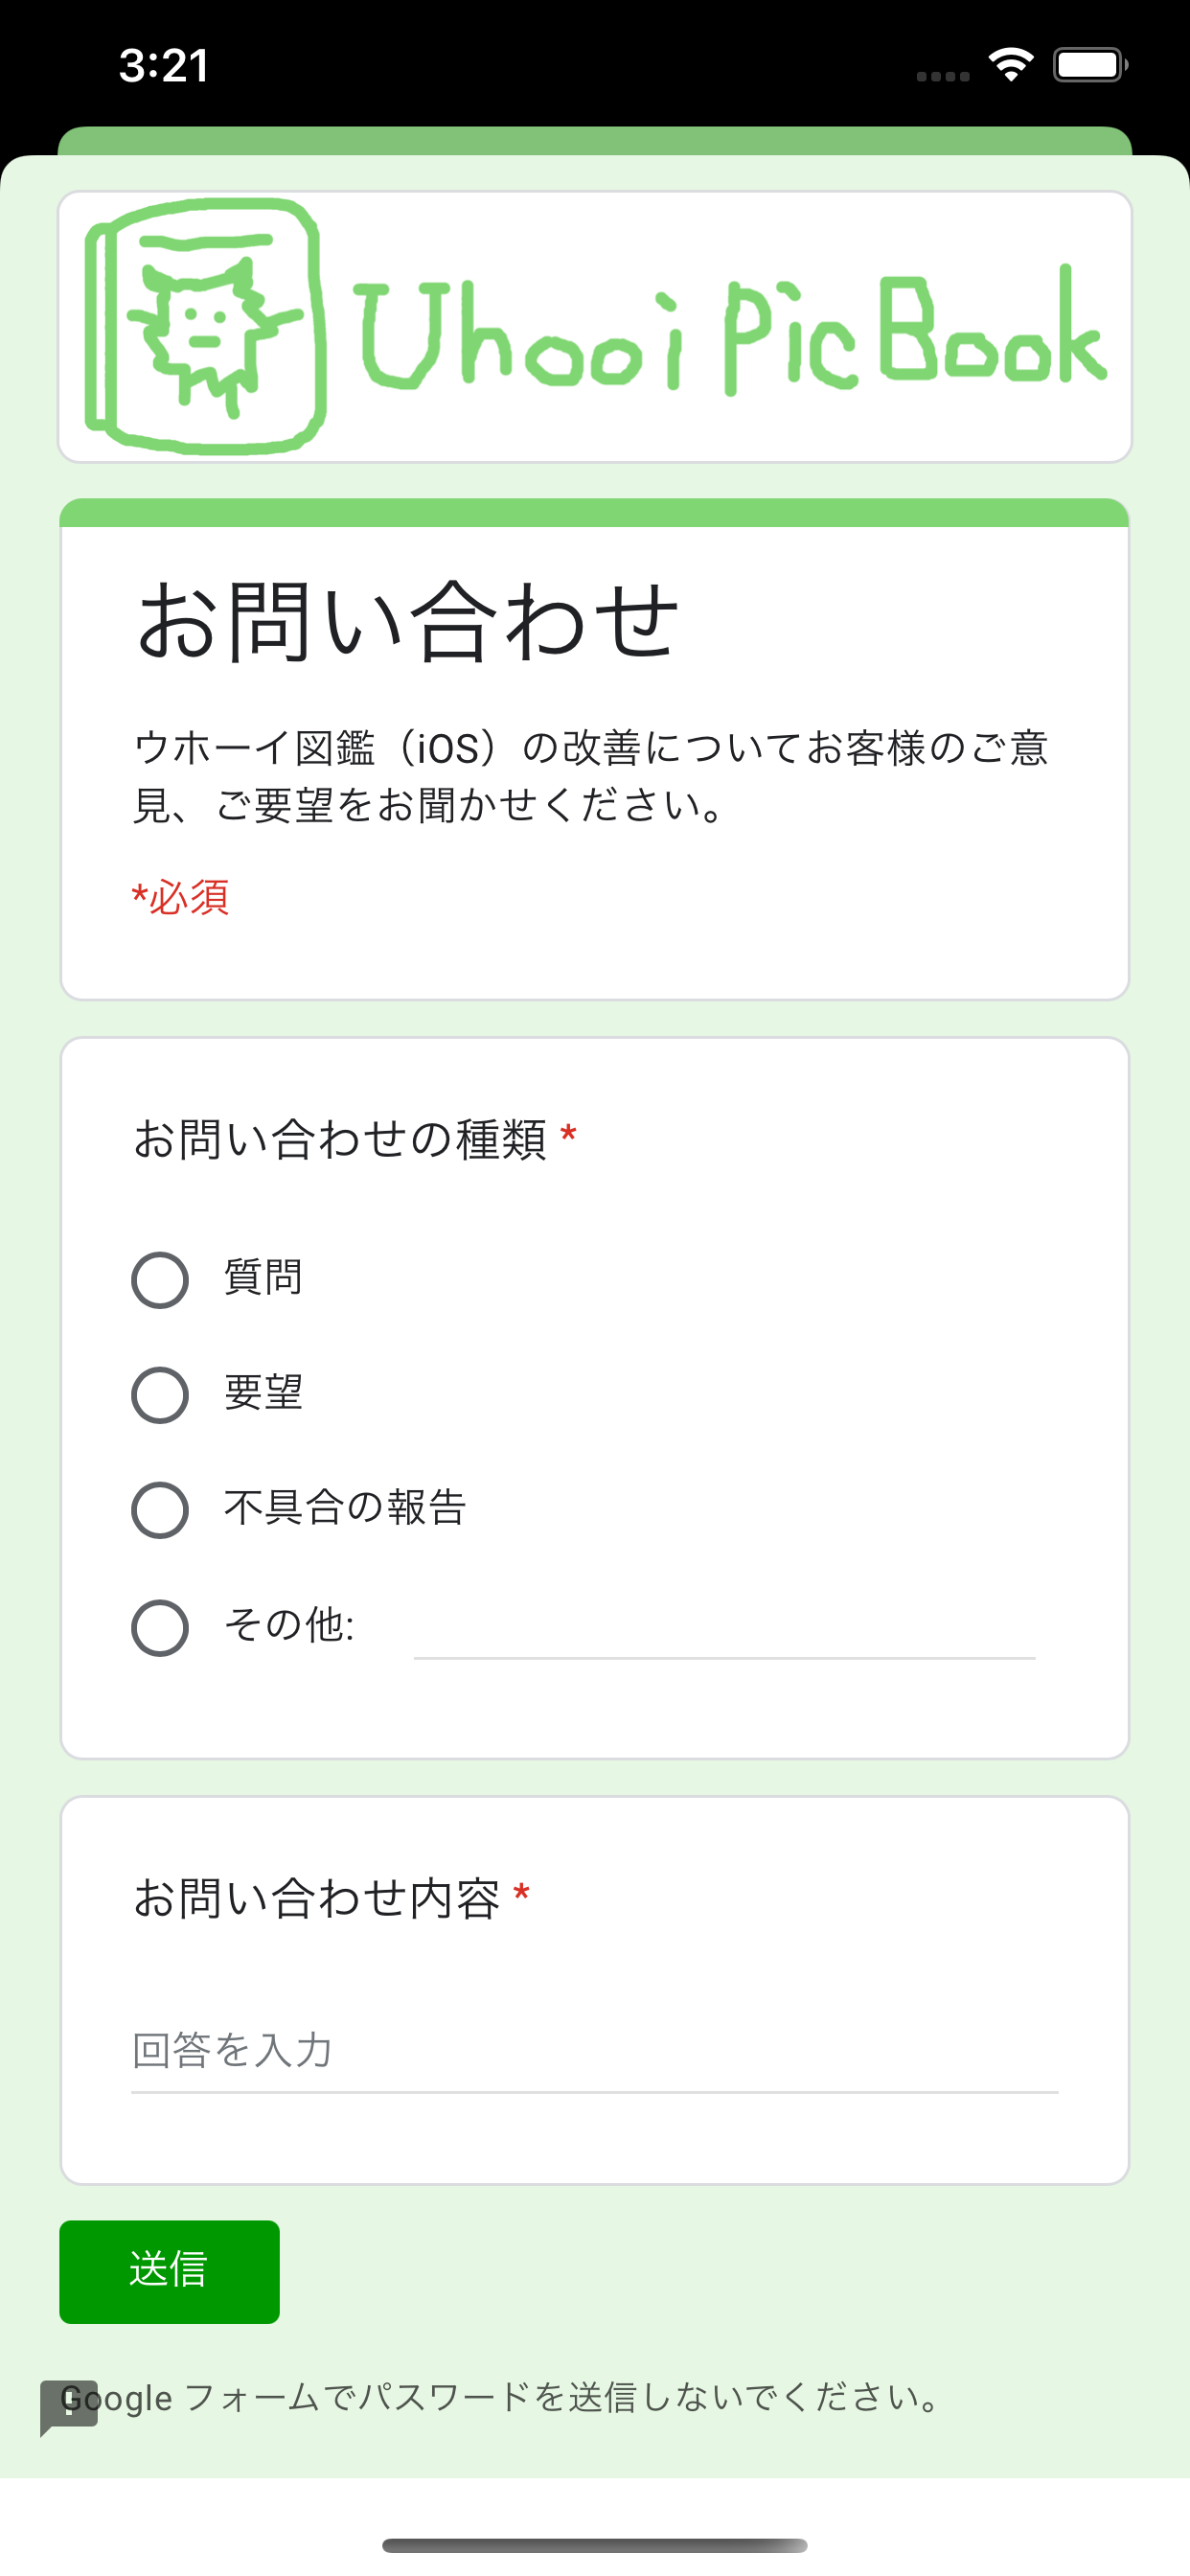 3:21
Uhooi Pic Book
お問い合わせ
ウホーイ図鑑（iOS）の改善についてお客様のご意
見、ご要望をお聞かせください。
*必須
お問い合わせの種類 *
質問
要望
不具合の報告
その他:
お問い合わせ内容 *
回答を入力
送信
Google フォームでパスワードを送信しないでください。